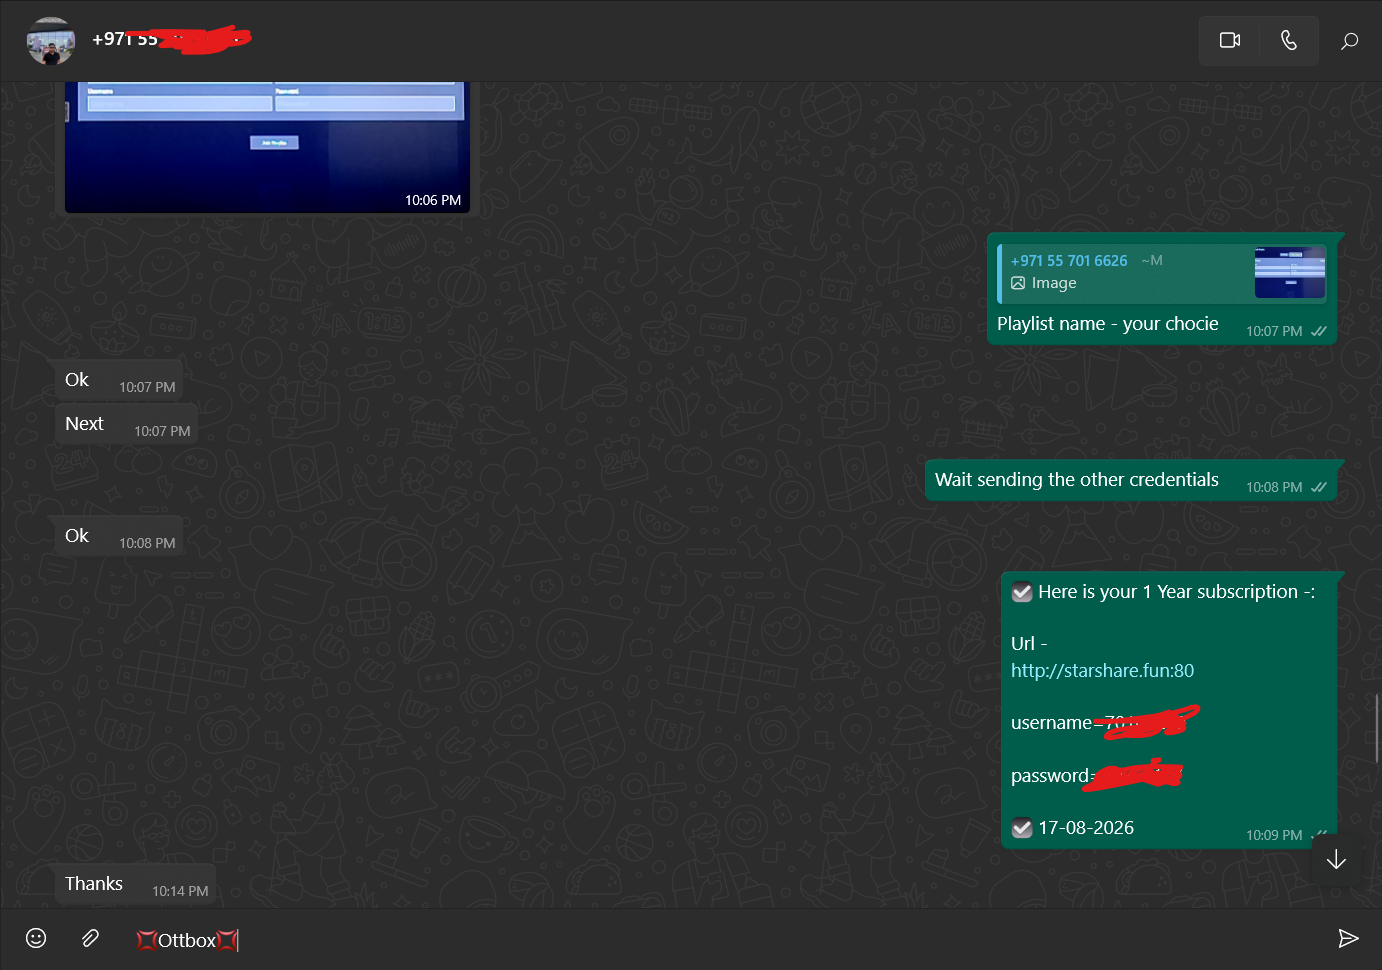 +971 55
Username
Password
10:06 PM
+971 55 701 6626 ~M
Image
Playlist name - your chocie
10:07 PM
Ok
10:07 PM
Next
10:07 PM
Wait sending the other credentials
10:08 PM
Ok
10:08 PM
Here is your 1 Year subscription -:
Url -
http://starshare.fun:80
username=
password=
17-08-2026
10:09 PM
Thanks
10:14 PM
Ottbox